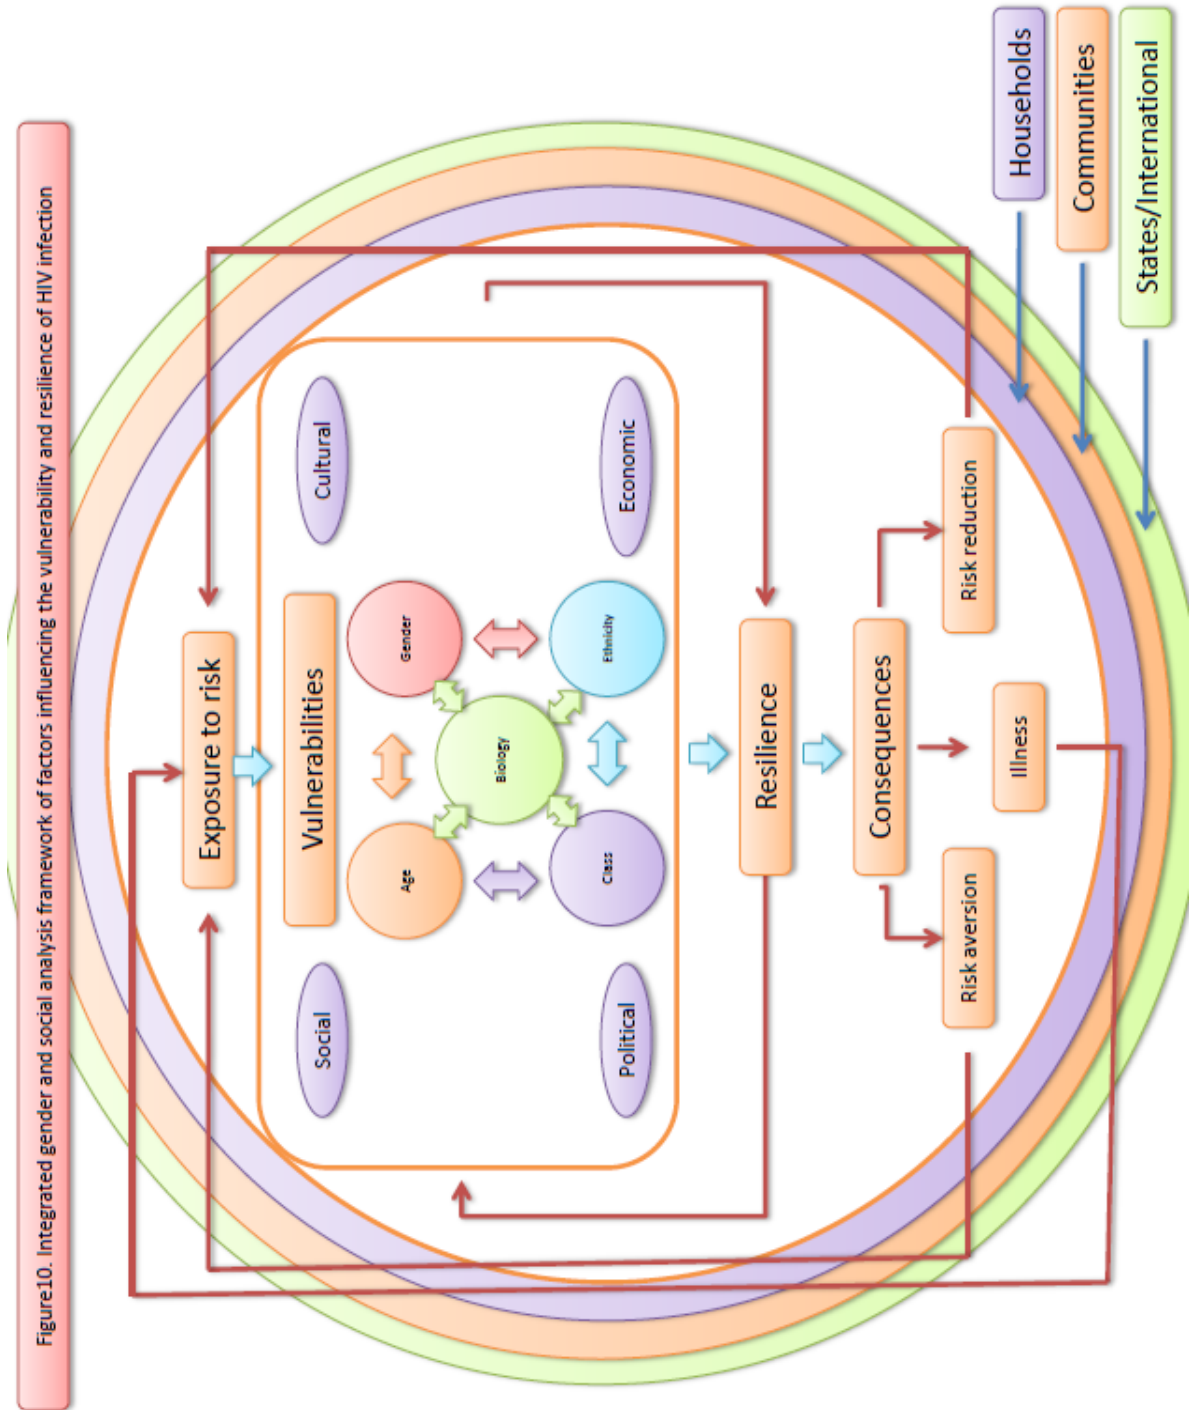 Figure10. Integrated gender and social analysis framework of factors influencing the vulnerability and resilience of HIV infection
Exposure to risk
Vulnerabilities
Social
Cultural
Age
Gender
Biology
Class
Ethnicity
Political
Economic
Resilience
Consequences
Risk aversion
Illness
Risk reduction
Households
Communities
States/International